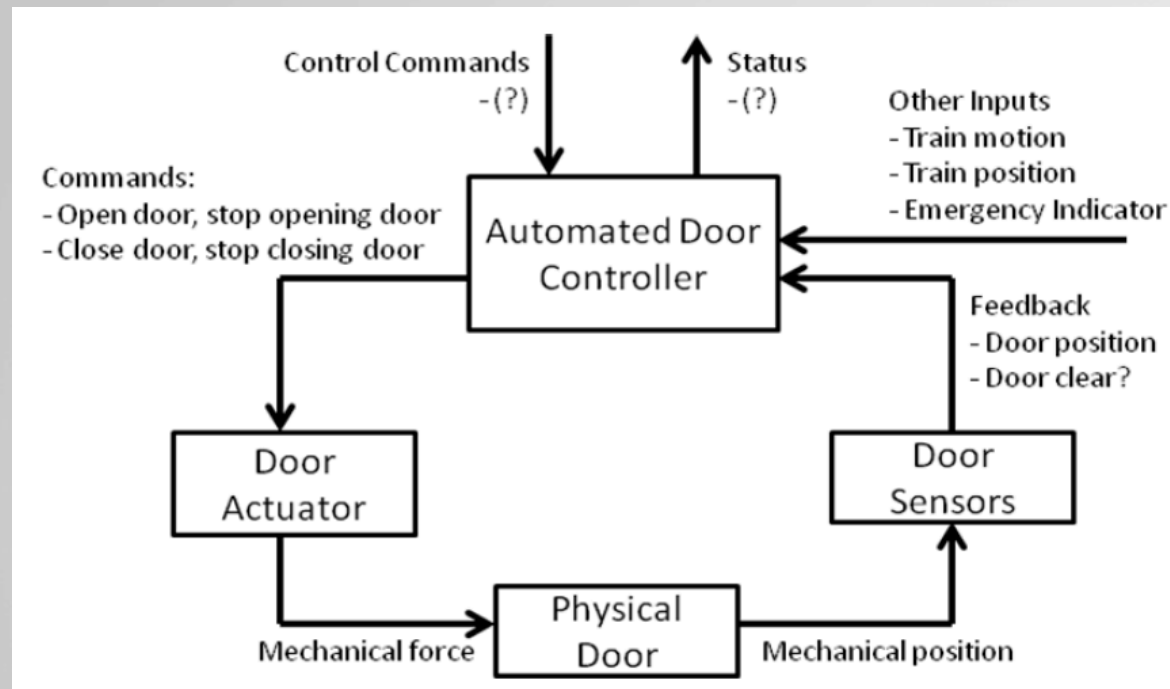 Control Commands
-(?)
Status
-(?)
Other Inputs
- Train motion
- Train position
- Emergency Indicator
Commands:
- Open door, stop opening door
- Close door, stop closing door
Automated Door
Controller
Feedback
- Door position
- Door clear?
Door
Actuator
Door
Sensors
Physical
Door
Mechanical force
Mechanical position